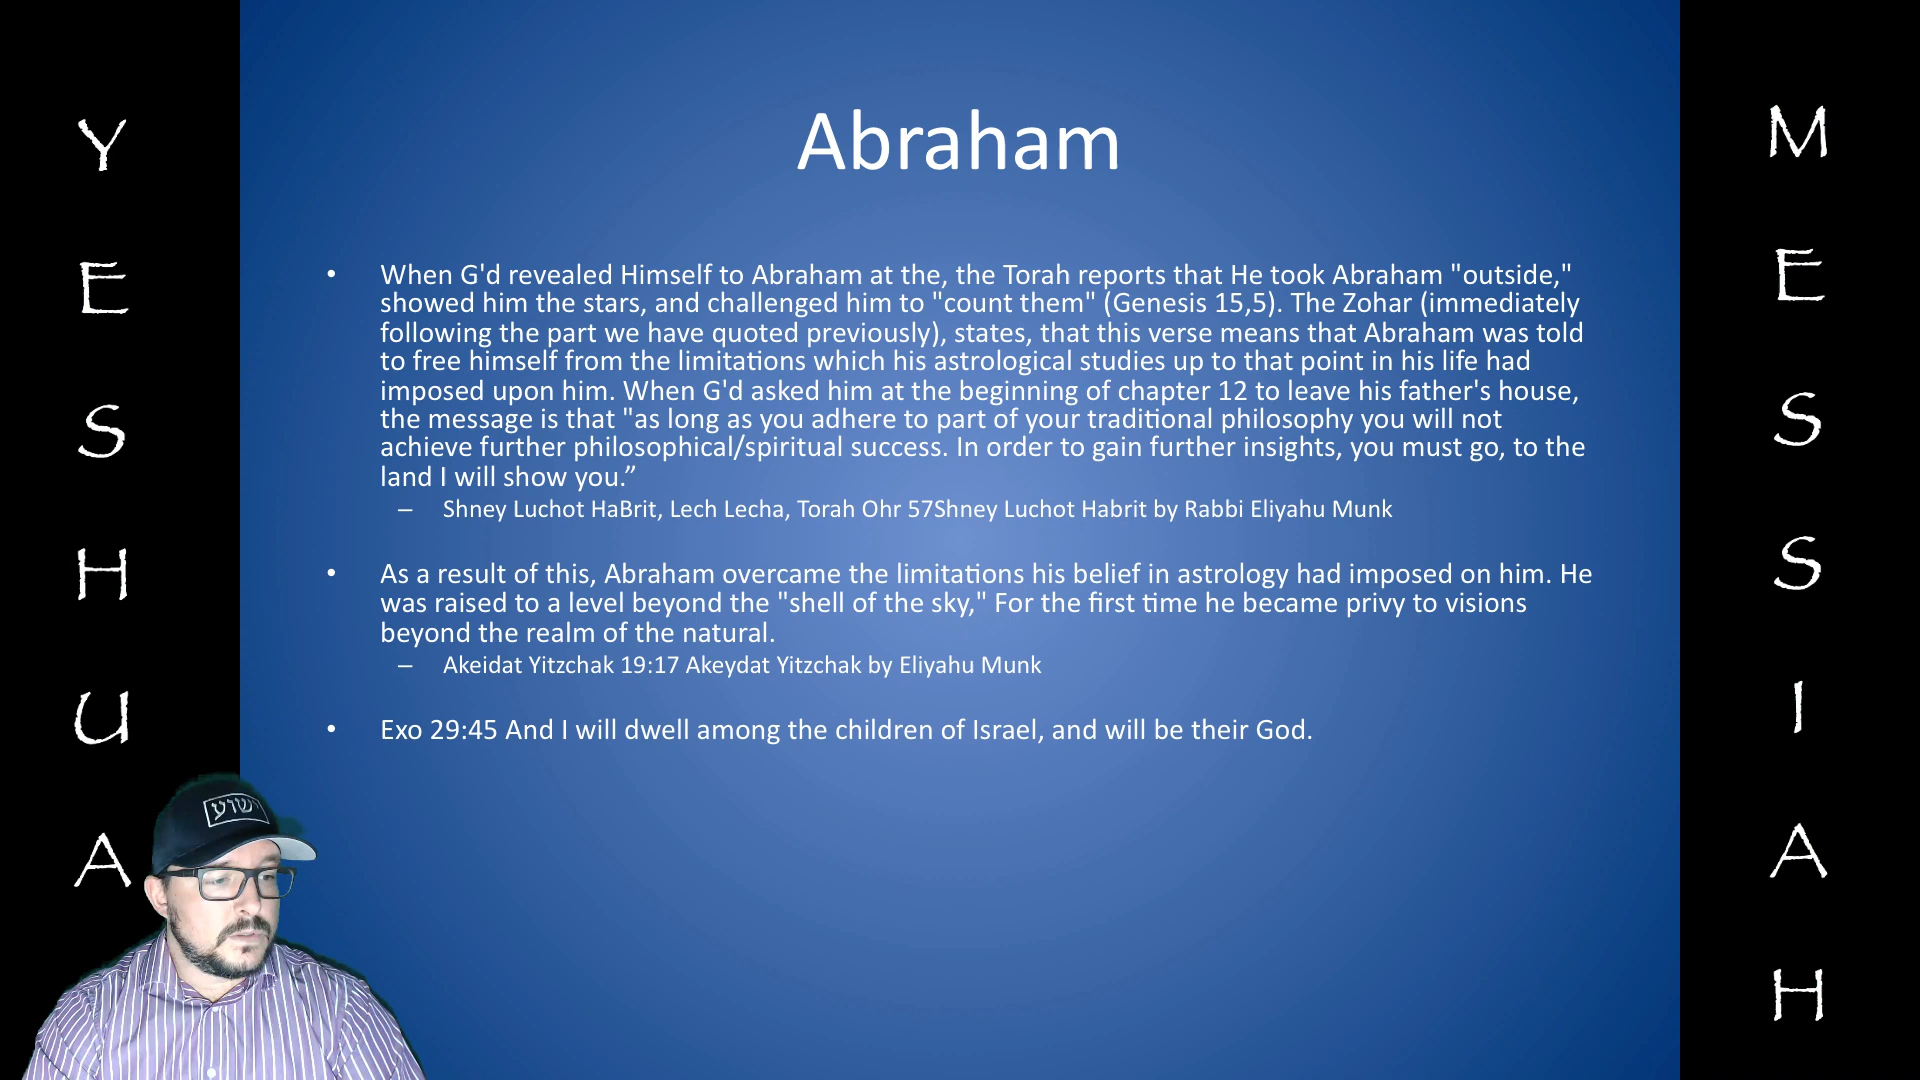 Abraham
• When G'd revealed Himself to Abraham at the, the Torah reports that He took Abraham "outside,"
showed him the stars, and challenged him to "count them" (Genesis 15,5). The Zohar (immediately
following the part we have quoted previously), states, that this verse means that Abraham was told
to free himself from the limitations which his astrological studies up to that point in his life had
imposed upon him. When G'd asked him at the beginning of chapter 12 to leave his father's house,
the message is that "as long as you adhere to part of your traditional philosophy you will not
achieve further philosophical/spiritual success. In order to gain further insights, you must go, to the
land I will show you.”
– Shney Luchot HaBrit, Lech Lecha, Torah Ohr 57Shney Luchot Habrit by Rabbi Eliyahu Munk
• As a result of this, Abraham overcame the limitations his belief in astrology had imposed on him. He
was raised to a level beyond the "shell of the sky," For the first time he became privy to visions
beyond the realm of the natural.
– Akeidat Yitzchak 19:17 Akeydat Yitzchak by Eliyahu Munk
• Exo 29:45 And I will dwell among the children of Israel, and will be their God.
YESHUA
MESSIAH
ישוע